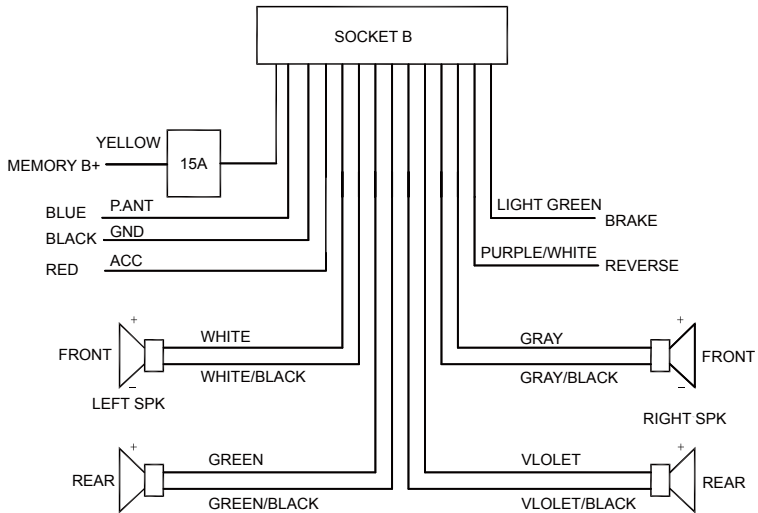 SOCKET B
YELLOW
MEMORY B+
15A
BLUE P.ANT
BLACK GND
RED ACC
LIGHT GREEN
BRAKE
PURPLE/WHITE
REVERSE
+
FRONT
WHITE
WHITE/BLACK
−
LEFT SPK
+
GRAY
GRAY/BLACK
FRONT
−
RIGHT SPK
+
REAR
GREEN
GREEN/BLACK
+
VLOLET
VLOLET/BLACK
REAR